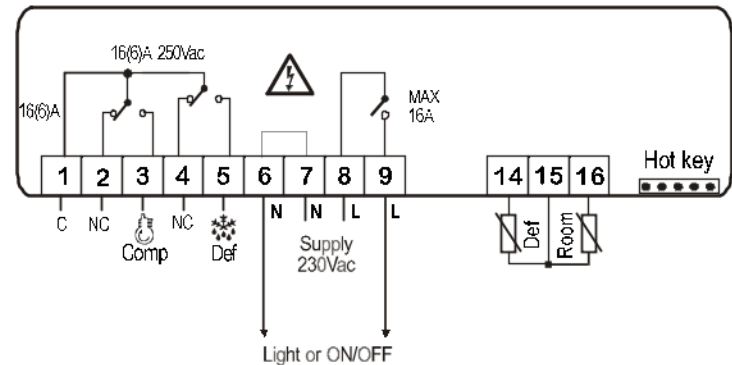 16(6)A 250Vac
16(6)A
MAX
16A
Hot key
1 2 3 4 5 6 7 8 9 14 15 16
C NC NC N N L L
Comp Def
Supply
230Vac
Def
Room
Light or ON/OFF